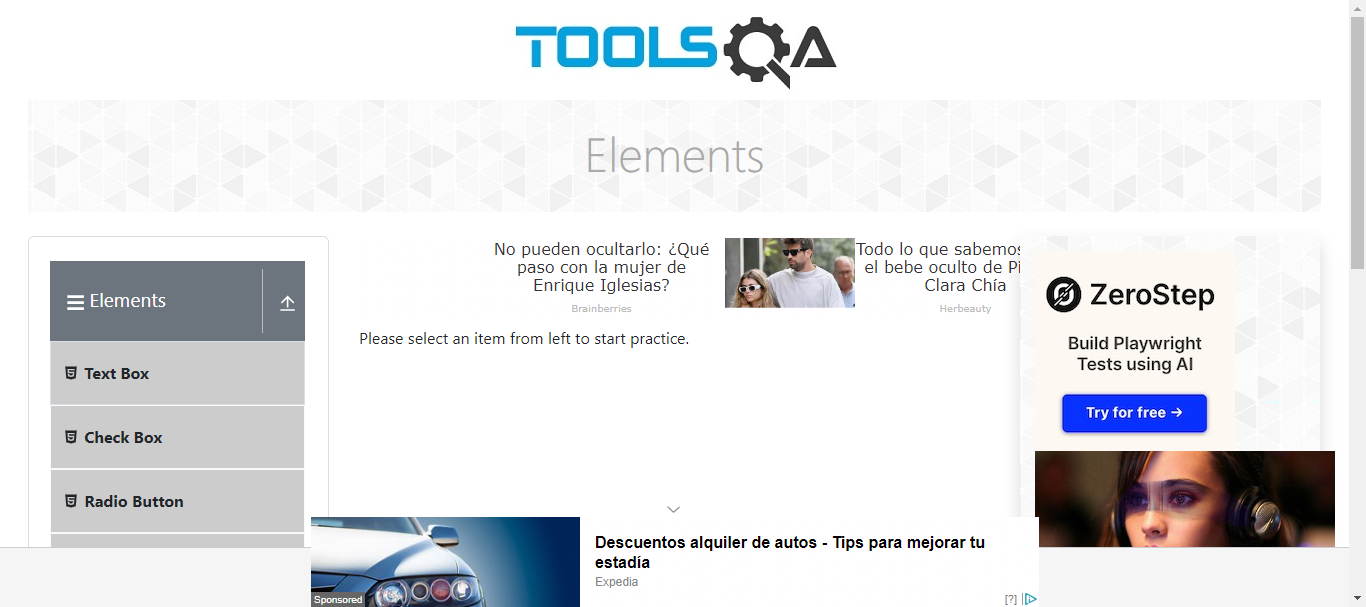 TOOLSQA
Elements
Elements
Text Box
Check Box
Radio Button
No pueden ocultarlo: ¿Qué
paso con la mujer de
Enrique Iglesias?
Brainberries
Todo lo que sabemos
el bebe oculto de Pi
Clara Chía
Herbeauty
Please select an item from left to start practice.
ZeroStep
Build Playwright
Tests using AI
Try for free →
Sponsored
Descuentos alquiler de autos - Tips para mejorar tu
estadía
Expedia
[?]